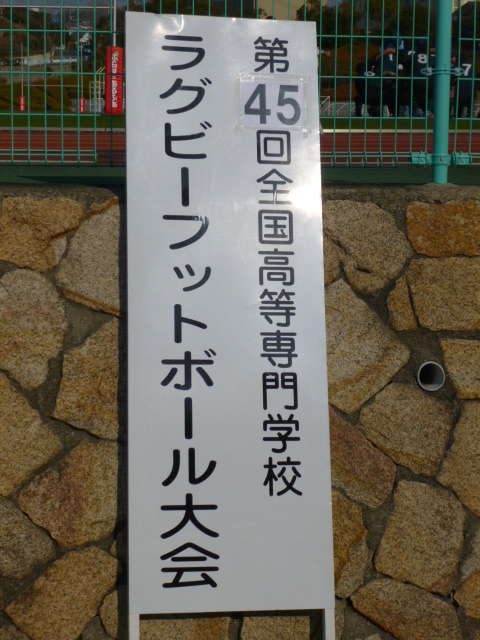 第45回全国高等専門学校
ラグビーフットボール大会